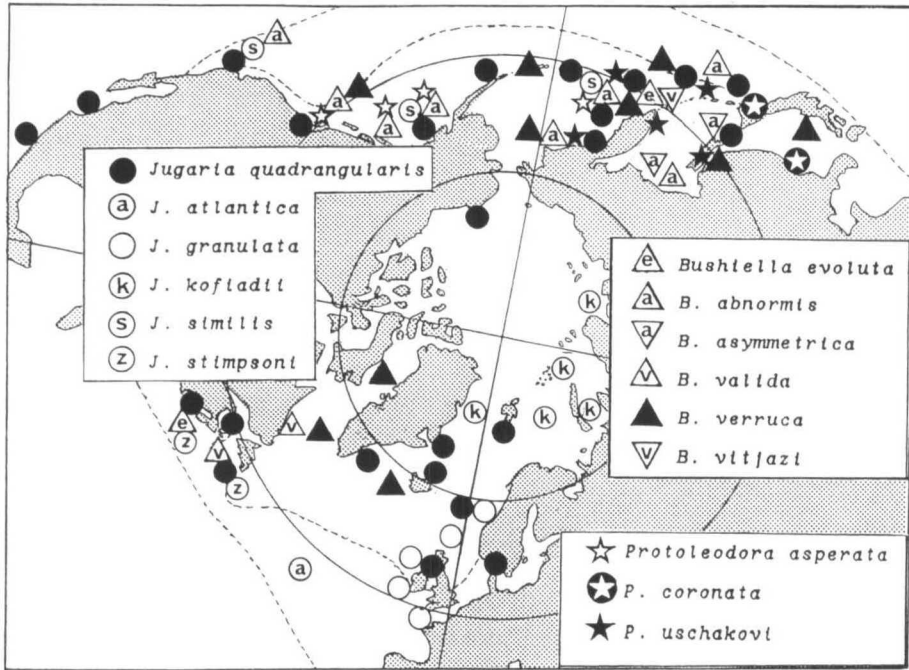 Jugaria quadrangularis
a J. atlantica
J. granulata
k J. kofiadii
s J. similis
z J. stimpsoni
e Bushiella evoluta
a B. abnormis
a B. asymmetrica
v B. valida
B. verruca
v B. vitjazi
Protoleodora asperata
P. coronata
P. uschakovi
a
s
a
s
a
a
s
a
e
v
a
a
a
a
a
k
k
k
k
k
e
z
v
v
z
a